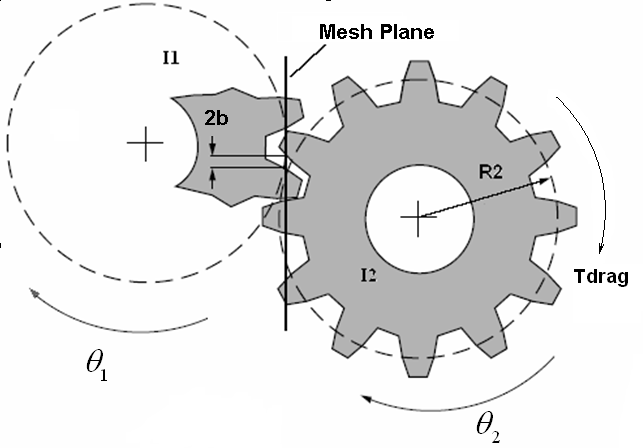 Mesh Plane
I1
2b
R2
Tdrag
I2
θ1
θ2